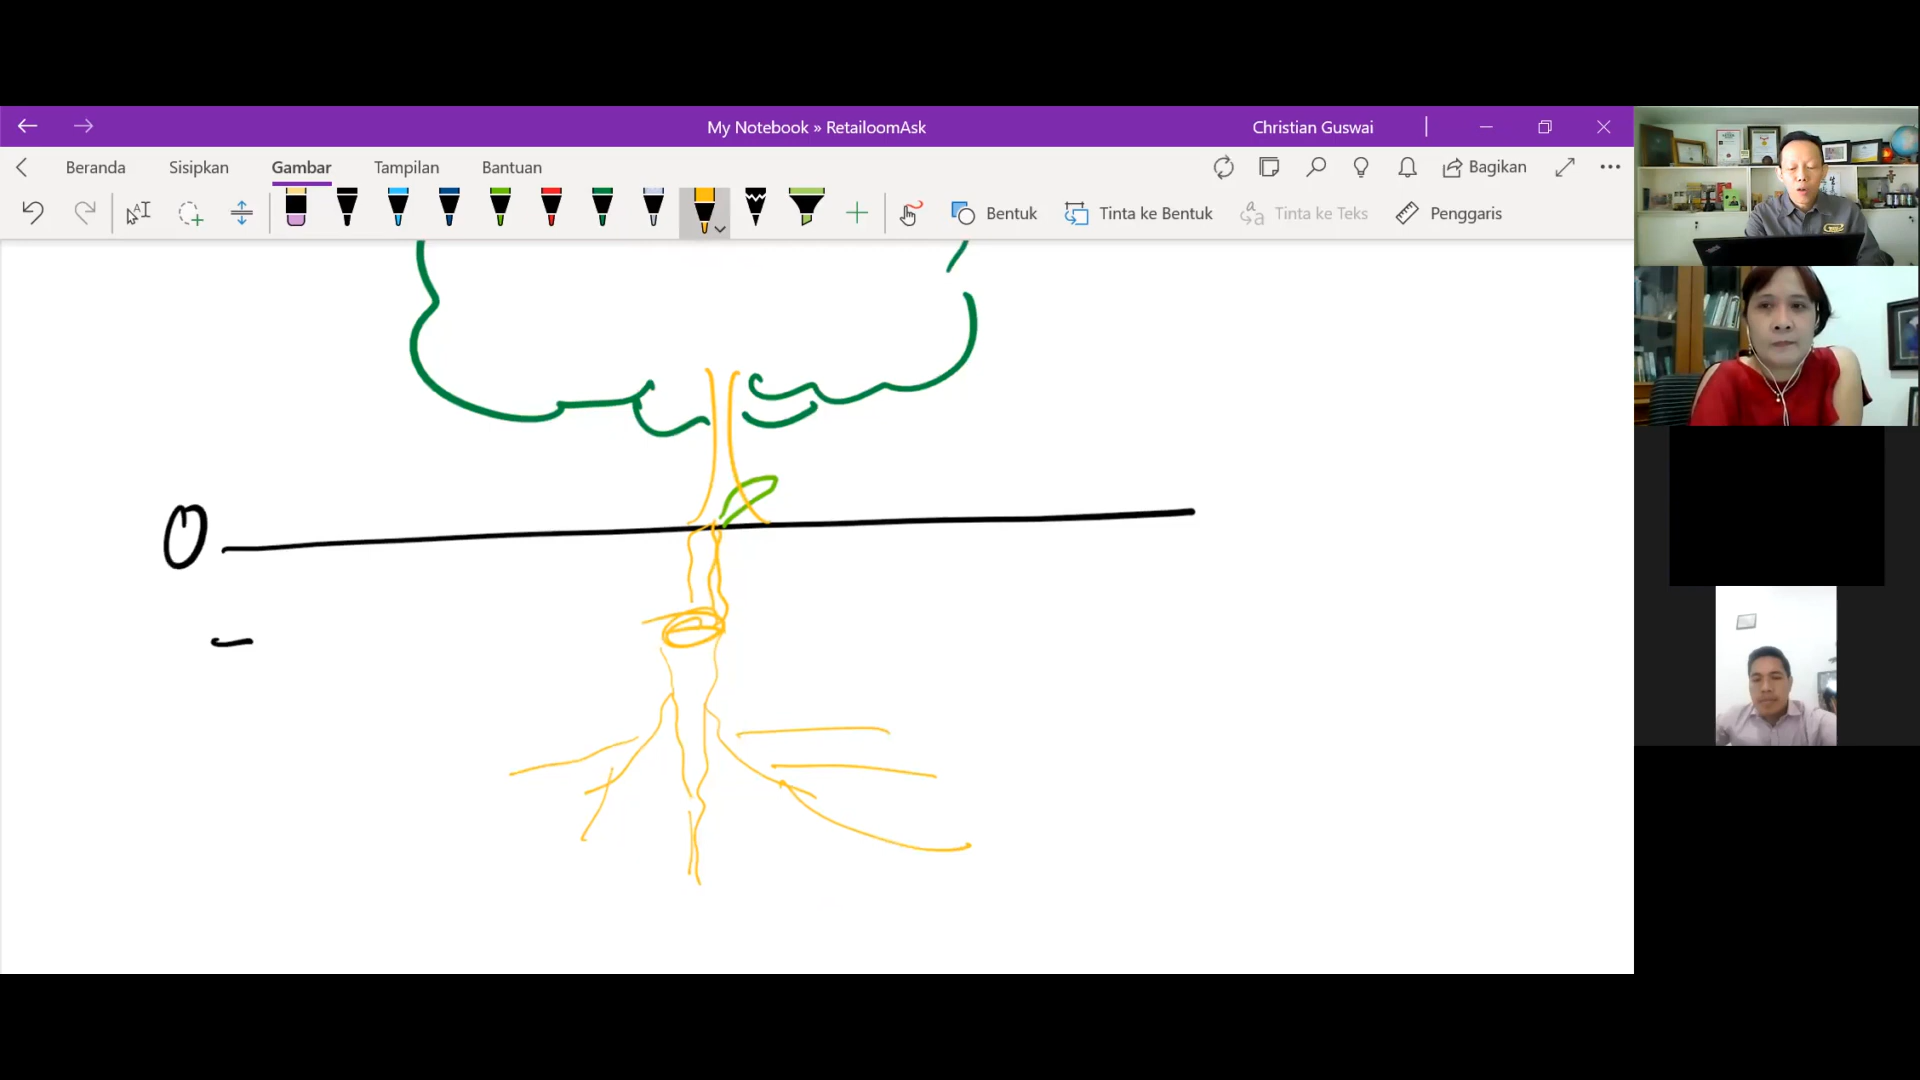 My Notebook » RetailoomAsk
Christian Guswai
Beranda Sisipkan Gambar Tampilan Bantuan
Bagikan
Bentuk Tinta ke Bentuk Tinta ke Teks Penggaris
0
-